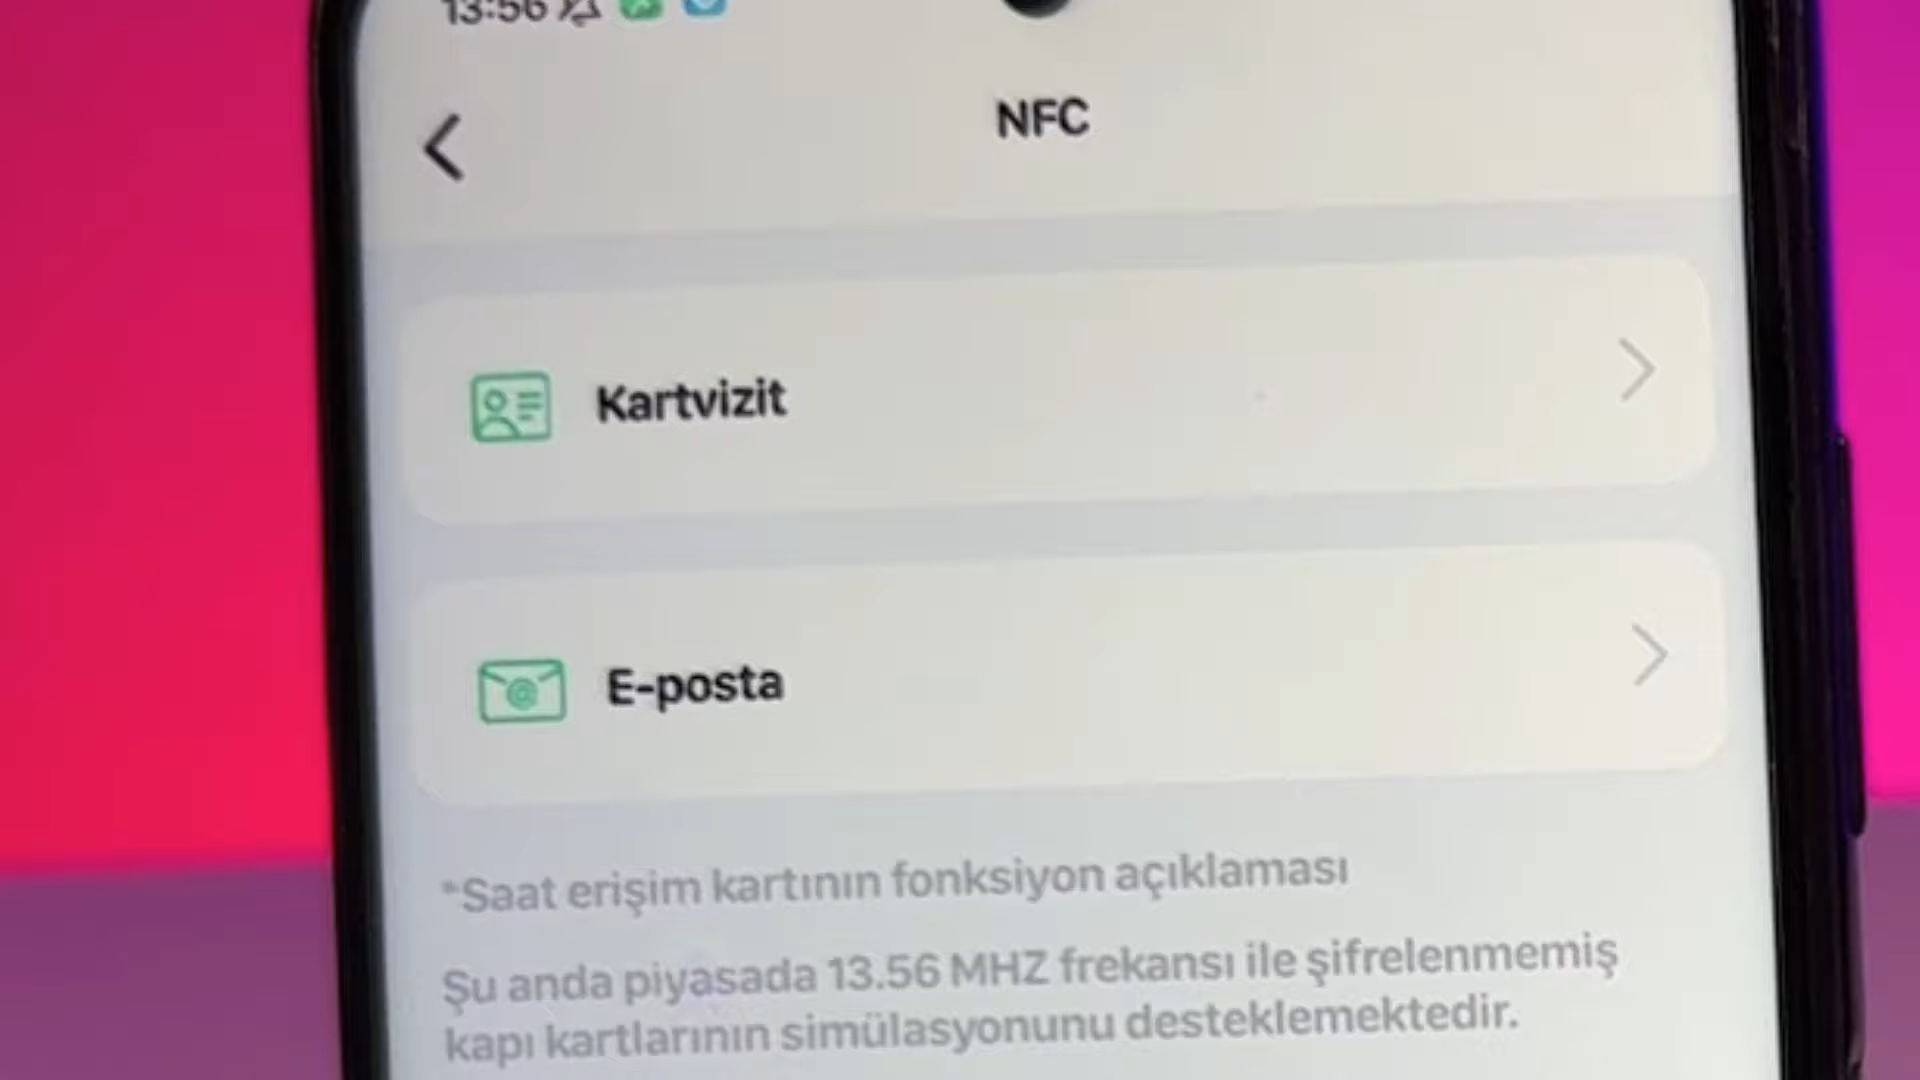 13:56
NFC
Kartvizit
E-posta
*Saat erişim kartının fonksiyon açıklaması
Şu anda piyasada 13.56 MHZ frekansı ile şifrelenmemiş
kapı kartlarının simülasyonunu desteklemektedir.